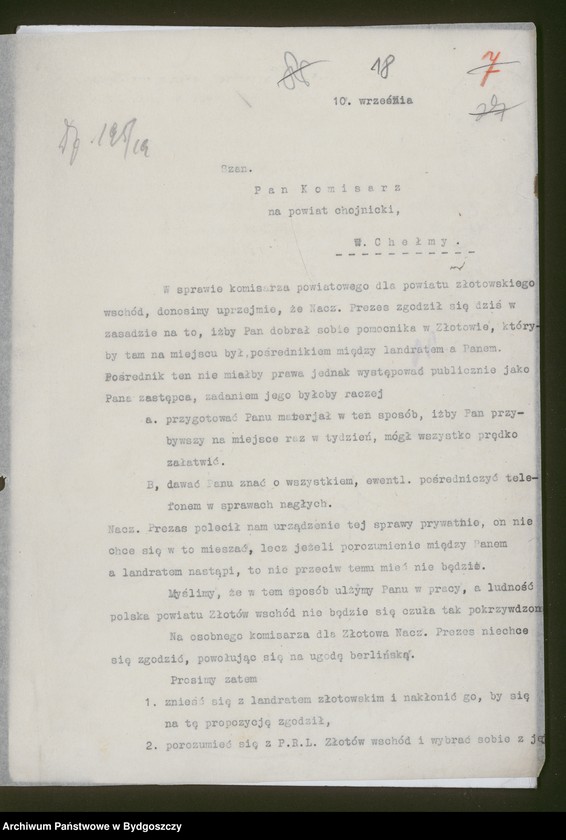 18
7
10. września
Szan.
Pan Komisarz
na powiat chojnicki,
W. Chełmy.
W sprawie komisarza powiatowego dla powiatu złotowskiego
wschód, donosimy uprzejmie, że Nacz. Prezes zgodził się dziś w
zasadzie na to, iżby Pan dobrał sobie pomocnika w Złotowie, który-
by tam na miejscu był pośrednikiem między landratem a Panem.
Pośrednik ten nie miałby prawa jednak występować publicznie jako
Pana zastępca, zadaniem jego byłoby raczej
a. przygotować Panu materjał w ten sposób, iżby Pan przy-
bywszy na miejsce raz w tydzień, mógł wszystko prędko
załatwić.
B, dawać Panu znać o wszystkiem, ewentl. pośredniczyć tele-
fonem w sprawach nagłych.
Nacz. Prezas polecił nam urządzenie tej sprawy prywatnie, on nie
chce się w to mieszać, lecz jeżeli porozumienie między Panem
a landratem nastąpi, to nic przeciw temu mieć nie będzie.
Myślimy, że w tem sposób ulżymy Panu w pracy, a ludność
polska powiatu Złotów wschód nie będzie się czuła tak pokrzywdzon
Na osobnego komisarza dla Złotowa Nacz. Prezes niechce
się zgodzić, powołując się na ugodę berlińską.
Prosimy zatem
1. znieść się z landratem złotowskim i nakłonić go, by się
na tę propozycję zgodził,
2. porozumieć się z P.R.L. Złotów wschód i wybrać sobie z je
Archiwum Państwowe w Bydgoszczy